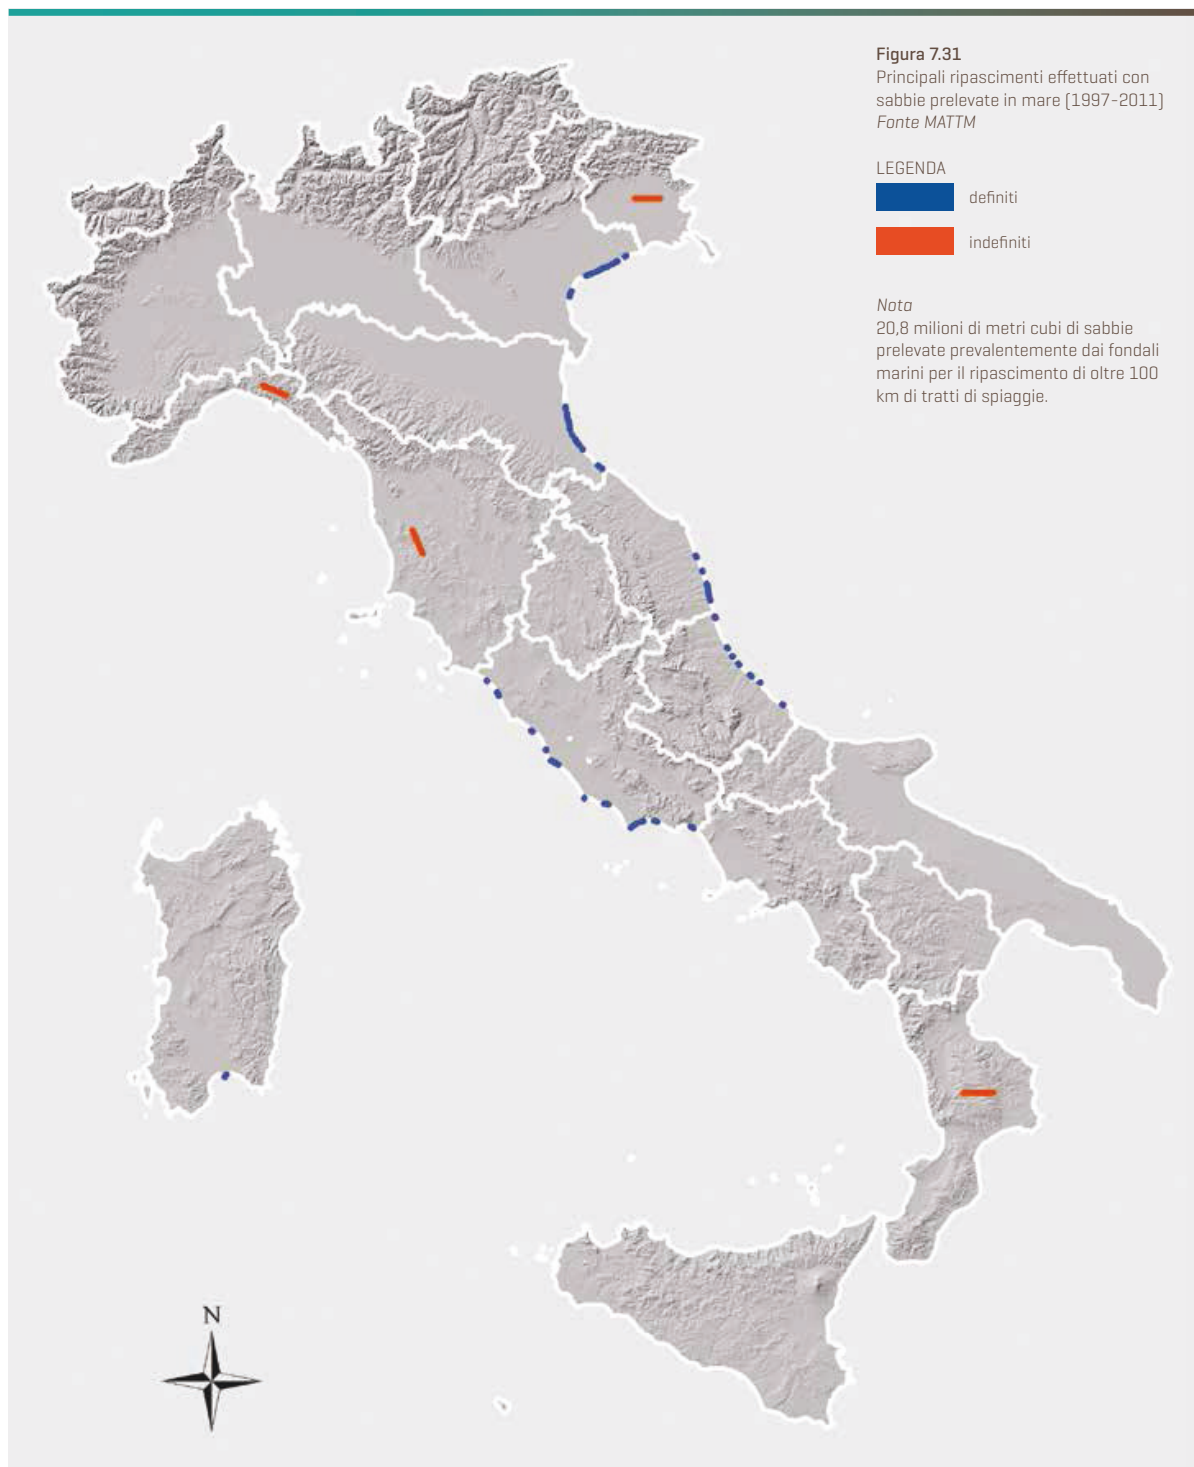 Figura 7.31
Principali ripascimenti effettuati con
sabbie prelevate in mare (1997-2011)
Fonte MATTM
LEGENDA
definiti
indefiniti
Nota
20,8 milioni di metri cubi di sabbie
prelevate prevalentemente dai fondali
marini per il ripascimento di oltre 100
km di tratti di spiaggie.
N